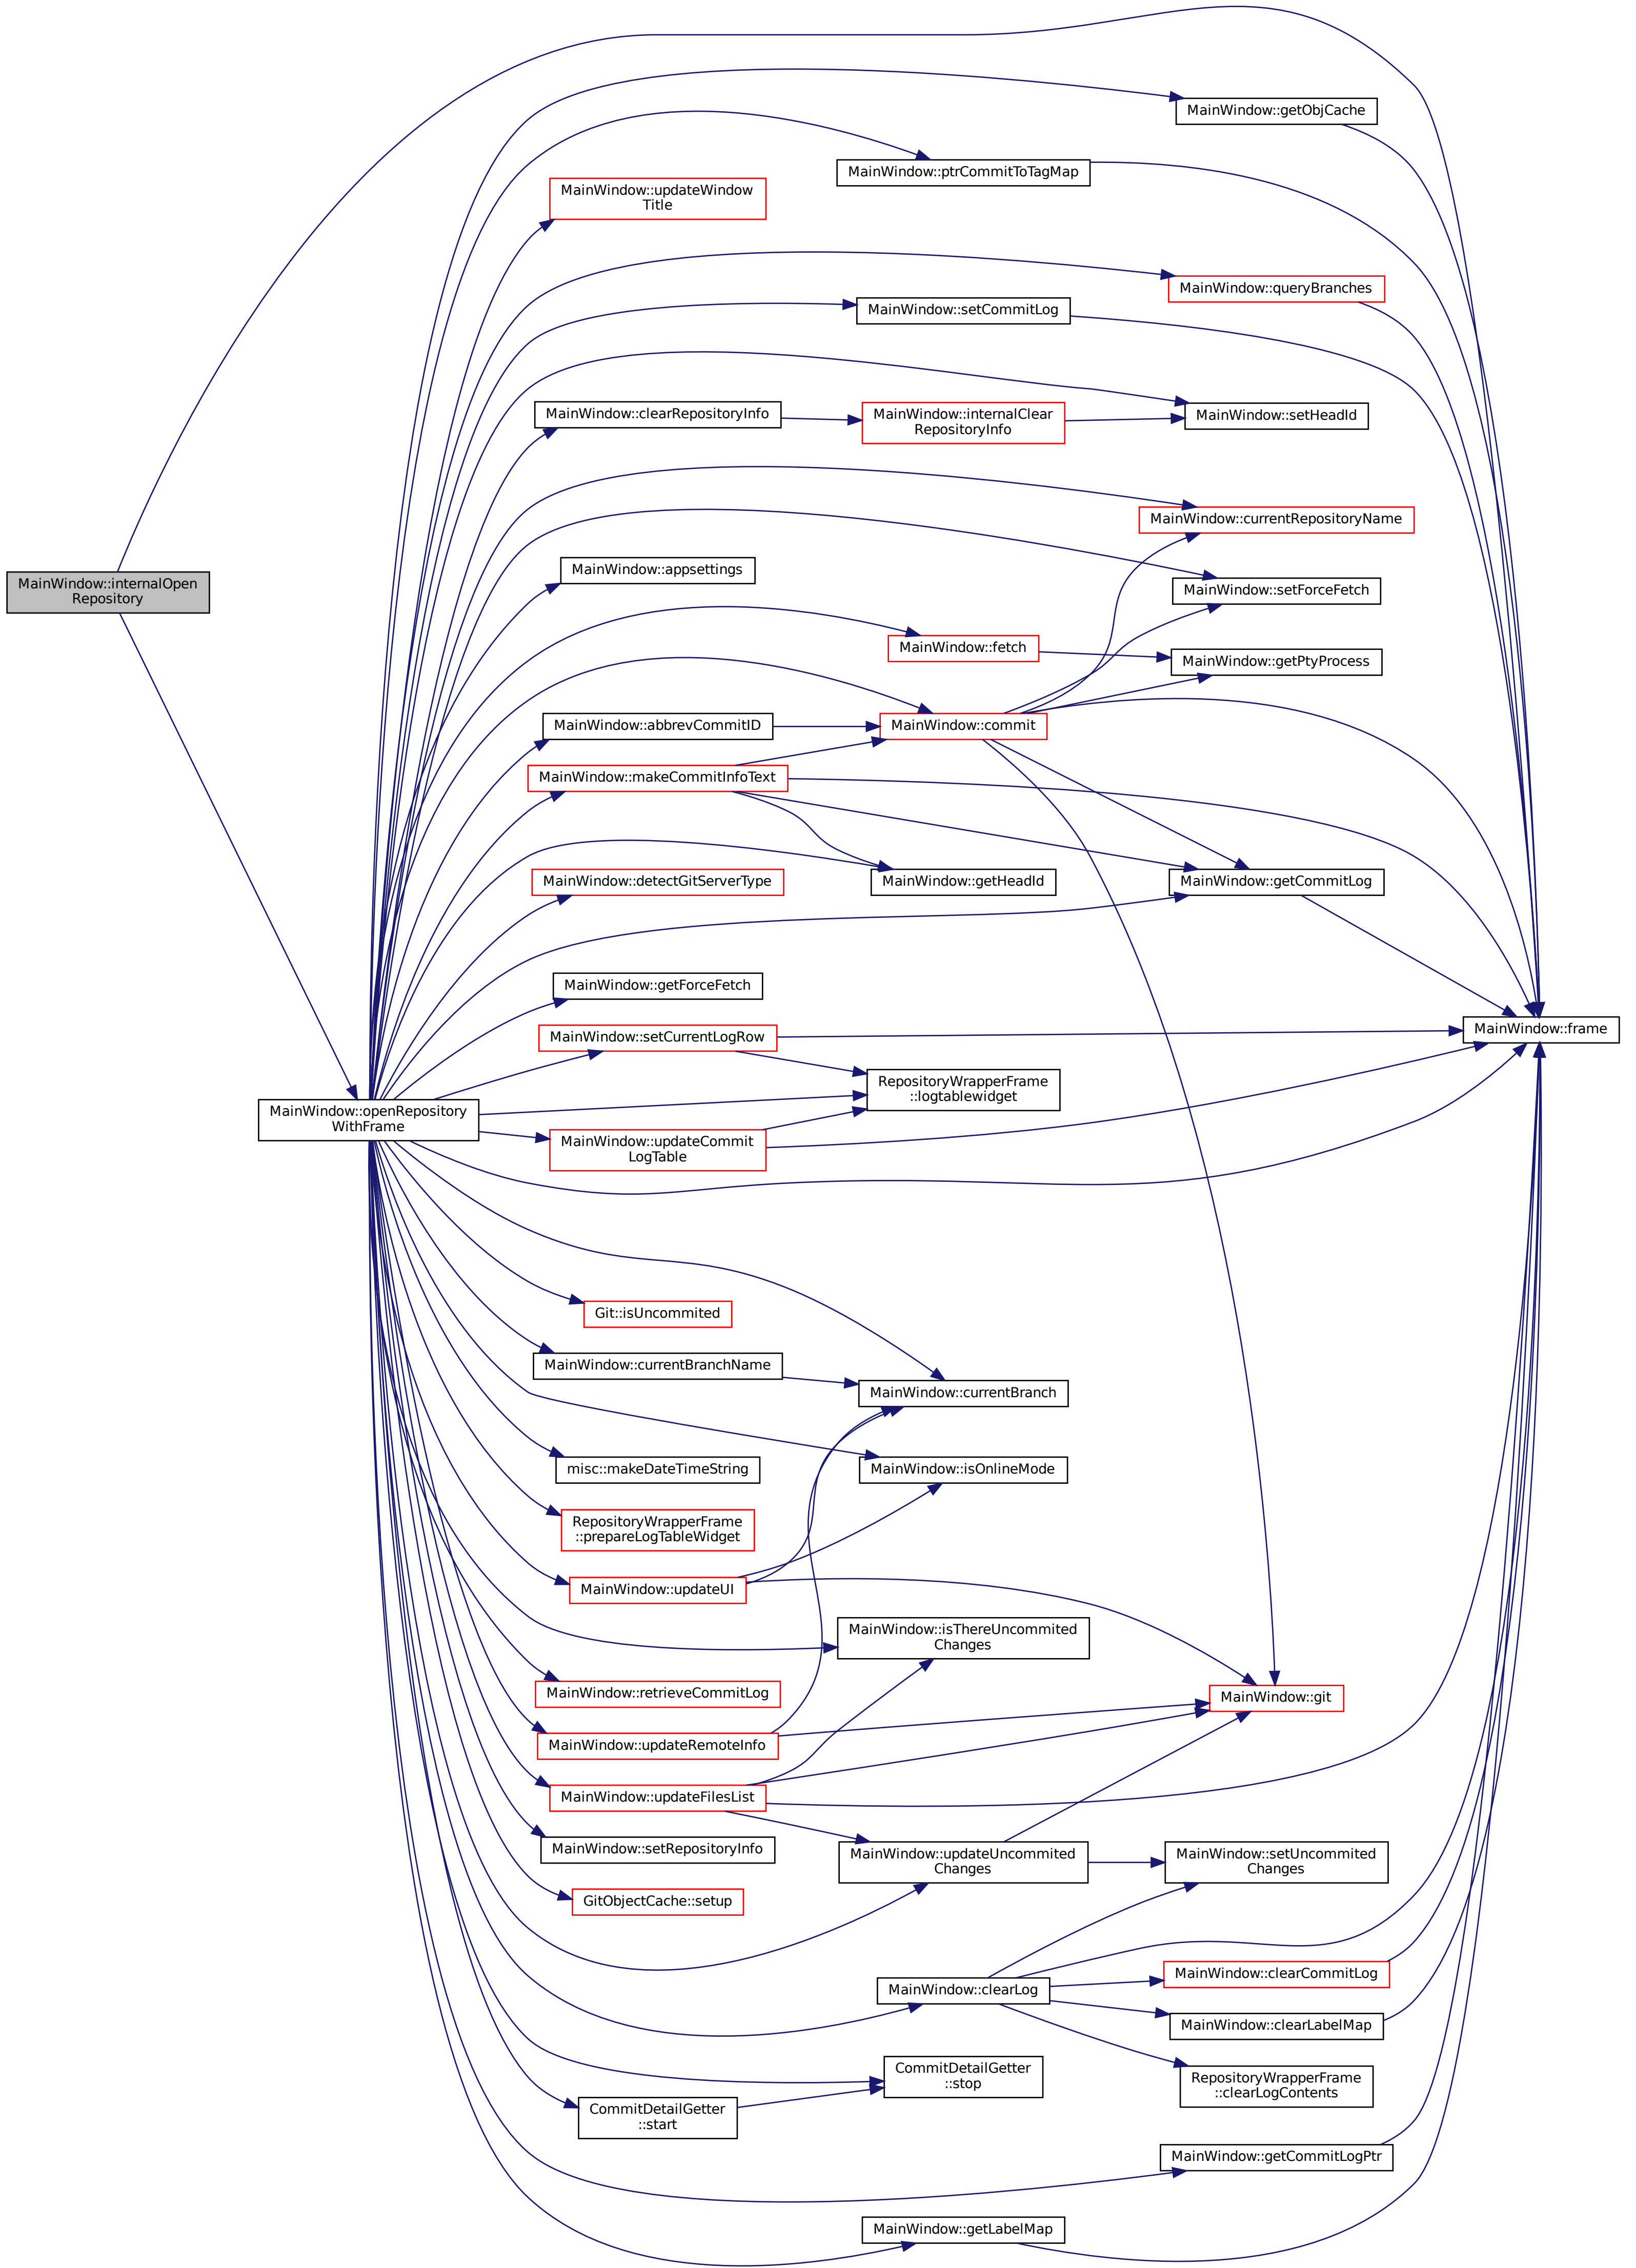 MainWindow::getObjCache
MainWindow::ptrCommitToTagMap
MainWindow::updateWindow
Title
MainWindow::queryBranches
MainWindow::setCommitLog
MainWindow::clearRepositoryInfo
MainWindow::internalClear
RepositoryInfo
MainWindow::setHeadId
MainWindow::currentRepositoryName
MainWindow::appsettings
MainWindow::internalOpen
Repository
MainWindow::setForceFetch
MainWindow::fetch
MainWindow::getPtyProcess
MainWindow::abbrevCommitID
MainWindow::commit
MainWindow::makeCommitInfoText
MainWindow::detectGitServerType
MainWindow::getHeadId
MainWindow::getCommitLog
MainWindow::getForceFetch
MainWindow::setCurrentLogRow
MainWindow::frame
RepositoryWrapperFrame
::logtablewidget
MainWindow::openRepository
WithFrame
MainWindow::updateCommit
LogTable
Git::isUncommited
MainWindow::currentBranchName
MainWindow::currentBranch
misc::makeDateTimeString
MainWindow::isOnlineMode
RepositoryWrapperFrame
::prepareLogTableWidget
MainWindow::updateUI
MainWindow::isThereUncommited
Changes
MainWindow::retrieveCommitLog
MainWindow::git
MainWindow::updateRemoteInfo
MainWindow::updateFilesList
MainWindow::setRepositoryInfo
MainWindow::updateUncommited
Changes
MainWindow::setUncommited
Changes
GitObjectCache::setup
MainWindow::clearLog
MainWindow::clearCommitLog
MainWindow::clearLabelMap
CommitDetailGetter
::stop
RepositoryWrapperFrame
::clearLogContents
CommitDetailGetter
::start
MainWindow::getCommitLogPtr
MainWindow::getLabelMap